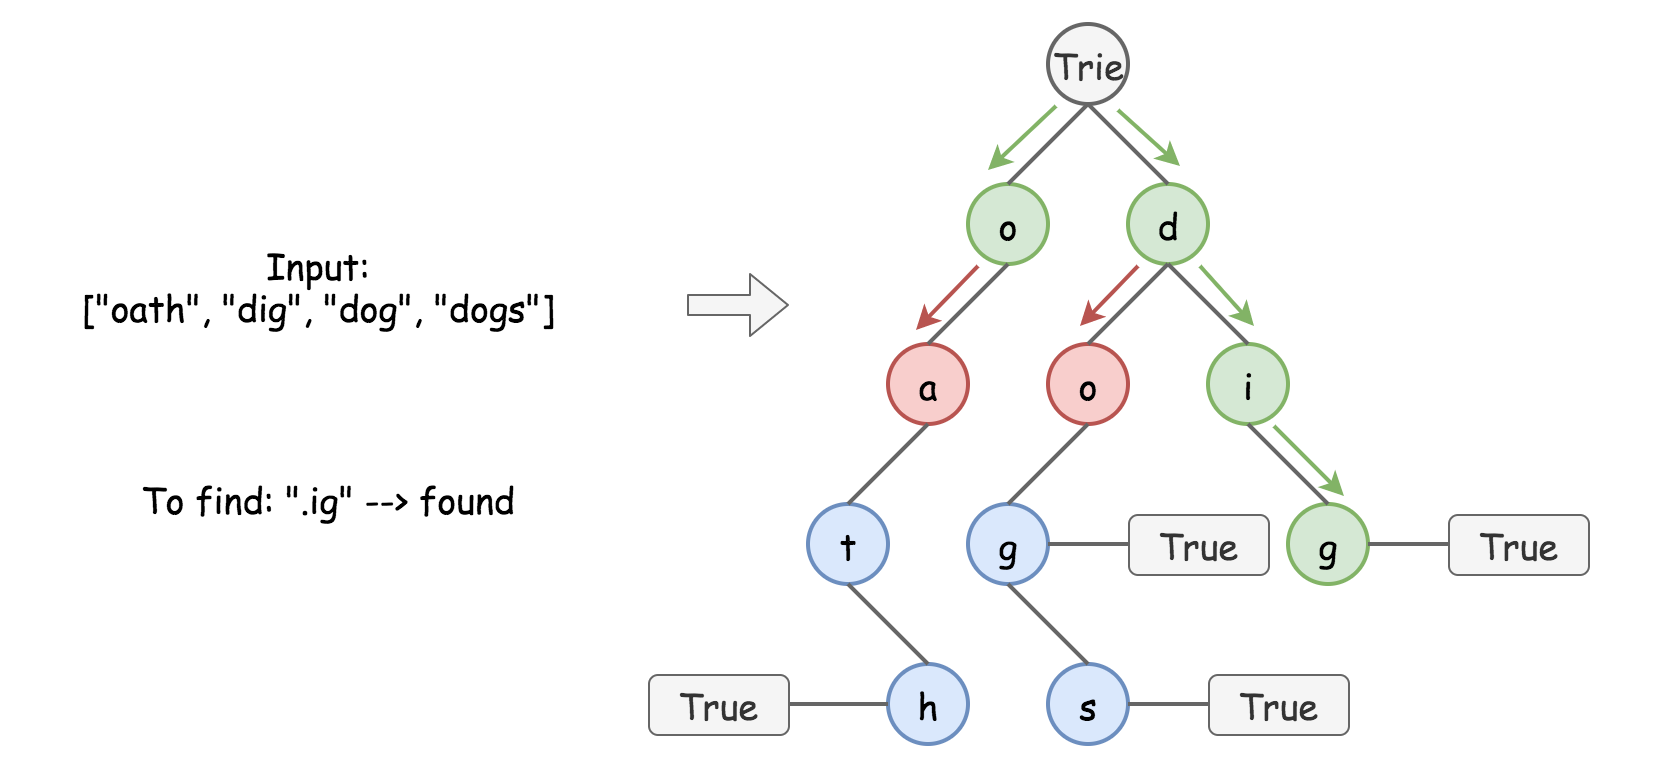 Trie
o
d
Input:
["oath", "dig", "dog", "dogs"]
a
o
i
To find: ".ig" --> found
t
g
True
g
True
True
h
s
True